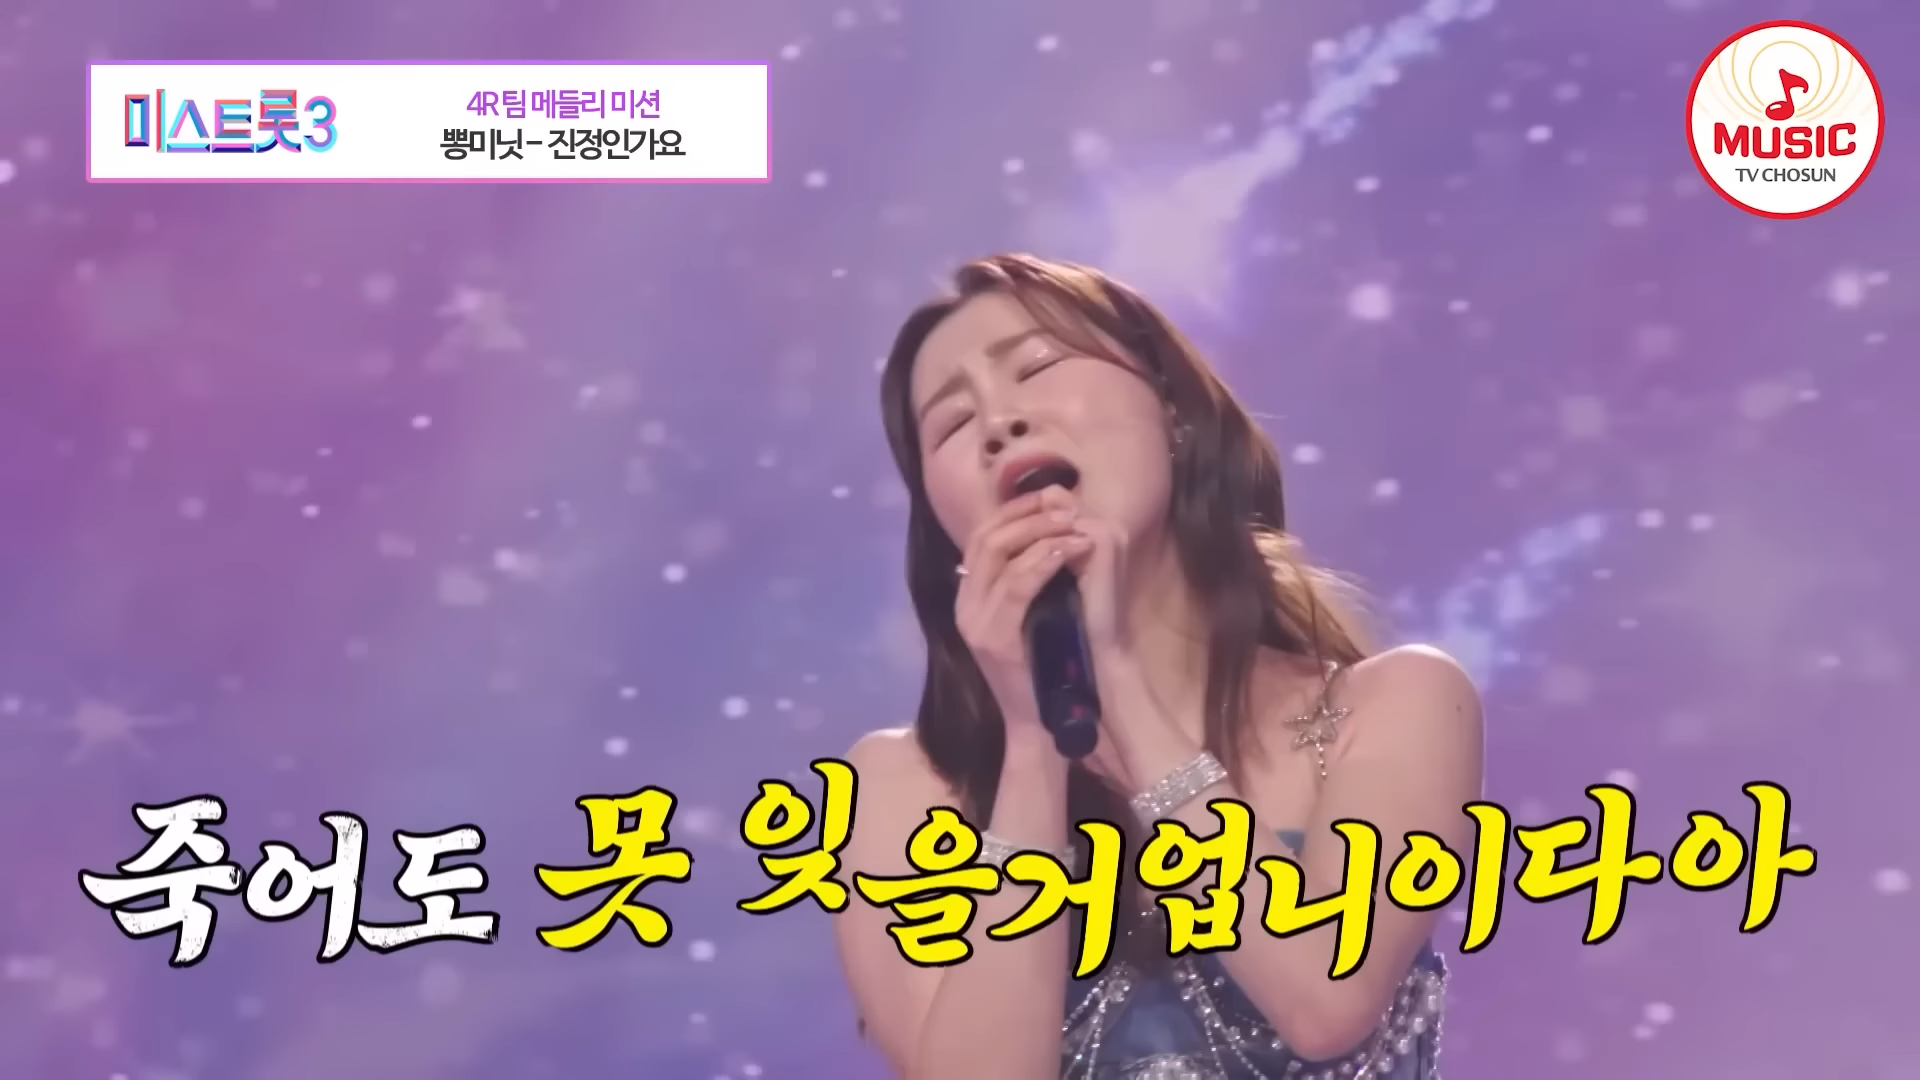 미스트롯3
4R 팀 메들리 미션
뽕미닛 - 진정인가요
MUSIC
TV CHOSUN
죽어도 못 잊을거업니이다아